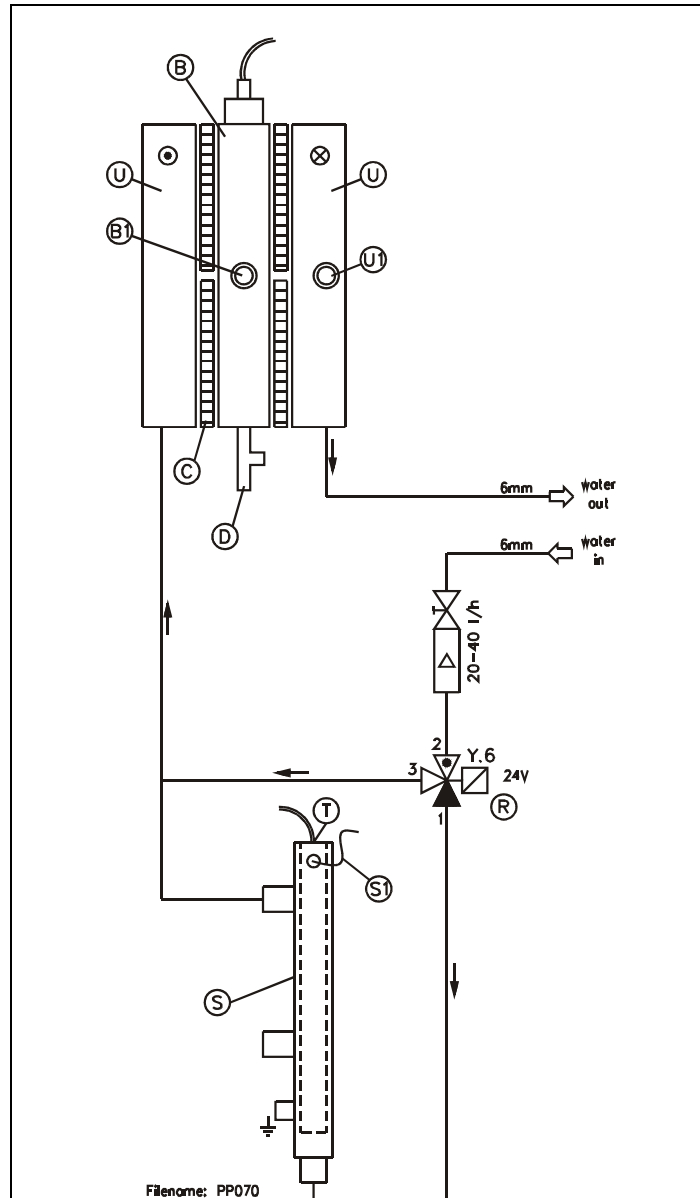 B
U
U
B1
U1
C
D
6mm
water
out
6mm
water
in
20-40 l/h
2
Y.6
3
24V
R
1
T
S1
S
Filename: PP070